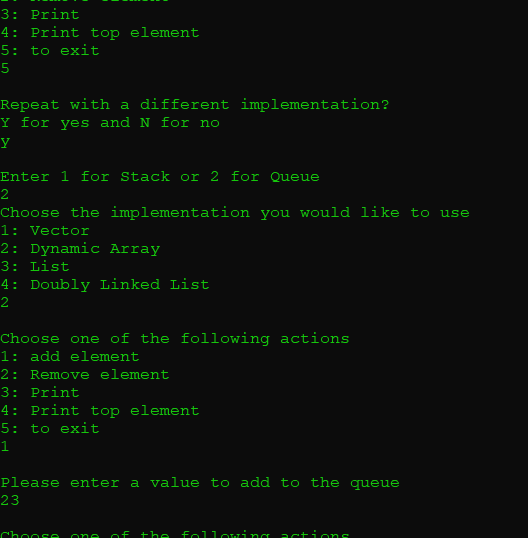 2: Remove element
3: Print
4: Print top element
5: to exit
5
Repeat with a different implementation?
Y for yes and N for no
y
Enter 1 for Stack or 2 for Queue
2
Choose the implementation you would like to use
1: Vector
2: Dynamic Array
3: List
4: Doubly Linked List
2
Choose one of the following actions
1: add element
2: Remove element
3: Print
4: Print top element
5: to exit
1
Please enter a value to add to the queue
23
Choose one of the following actions